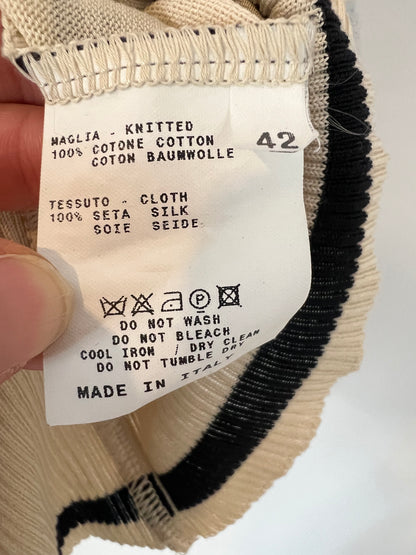 MAGLIA - KNITTED 42
100% COTONE COTTON
COTON BAUMWOLLE
TESSUTO - CLOTH
100% SETA SILK
SOIE SEIDE
P
DO NOT WASH
DO NOT BLEACH
COOL IRON / DRY CLEAN
DO NOT TUMBLE DRY
MADE IN ITALY